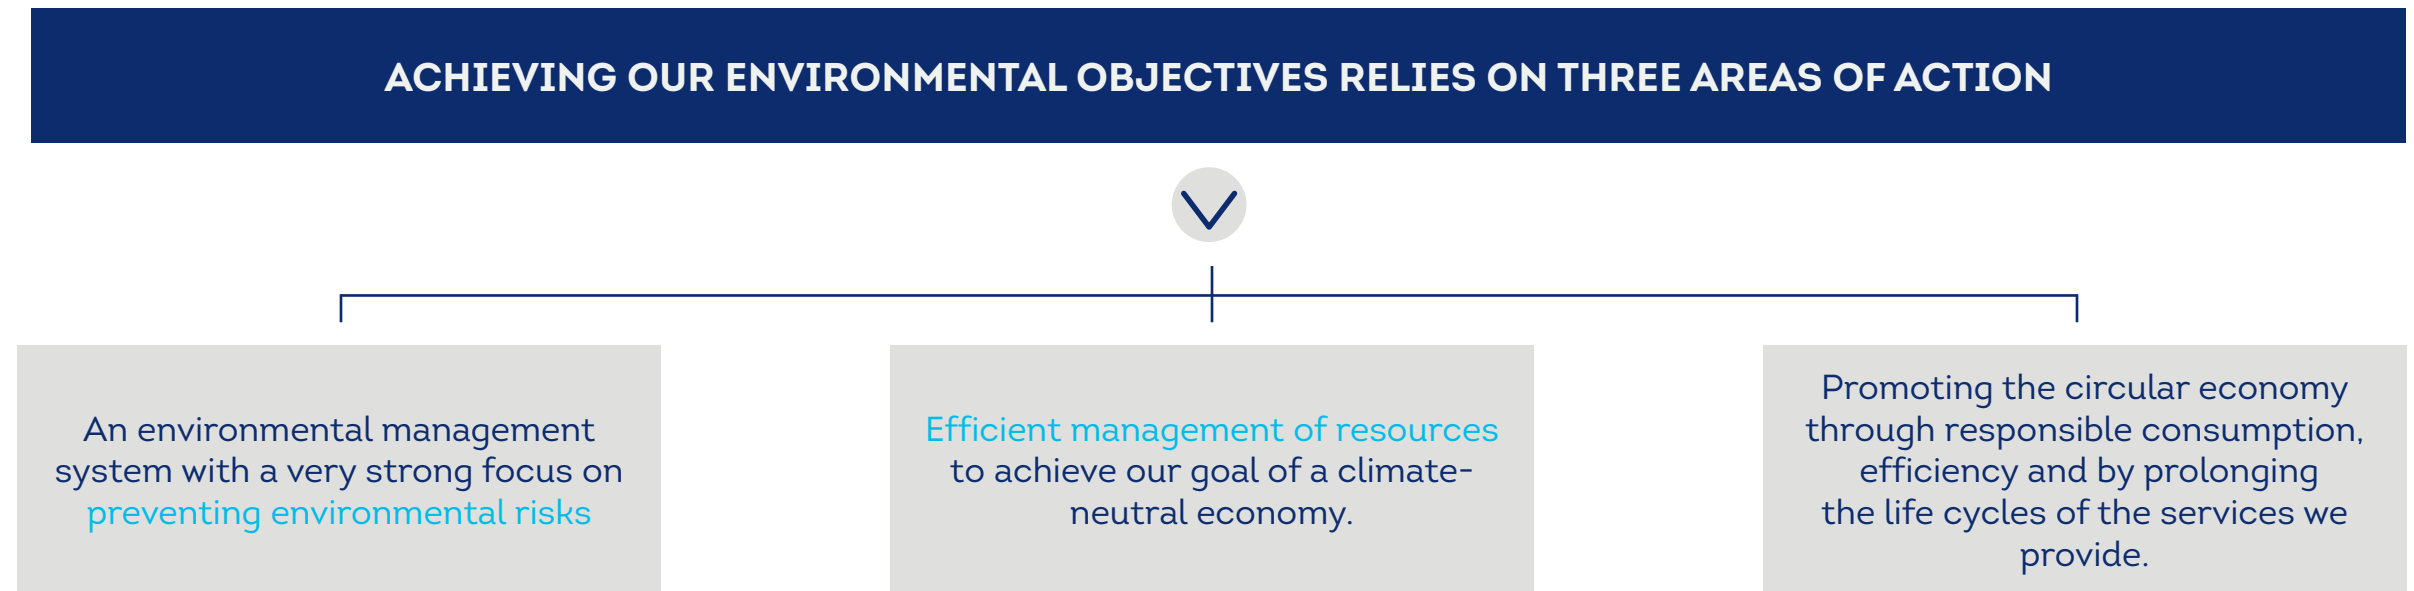 ACHIEVING OUR ENVIRONMENTAL OBJECTIVES RELIES ON THREE AREAS OF ACTION
An environmental management
system with a very strong focus on
preventing environmental risks
Efficient management of resources
to achieve our goal of a climate-
neutral economy.
Promoting the circular economy
through responsible consumption,
efficiency and by prolonging
the life cycles of the services we
provide.